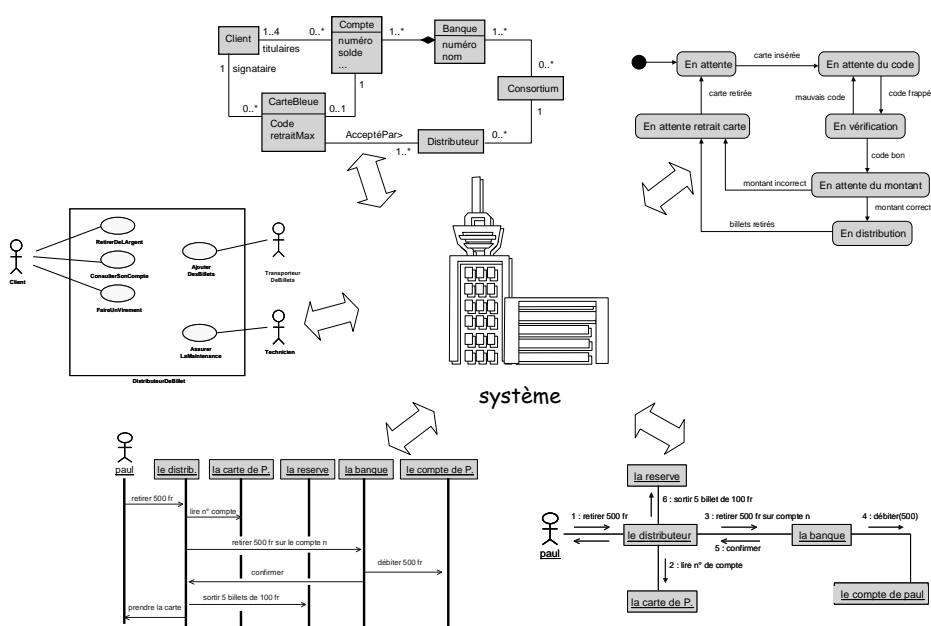 Client
1..4
titulaires
0..*
Compte
numéro
solde
...
1..*
Banque
numéro
nom
1..*
0..*
Consortium
1
1
signataire
0..*
CarteBleue
Code
retraitMax
0..1
1
AcceptéPar>
1..*
Distributeur
0..*
En attente
carte insérée
En attente du code
carte retirée
mauvais code
code frappé
En attente retrait carte
En vérification
code bon
montant incorrect
En attente du montant
montant correct
billets retirés
En distribution
Client
RetirerDeLArgent
ConsulterSonCompte
FaireUnVirement
Ajouter
DesBillets
Transporteur
DeBillets
Assurer
LaMaintenance
Technicien
DistributeurDeBillet
système
paul
le distrib.
la carte de P.
la reserve
la banque
le compte de P.
retirer 500 fr
lire n° compte
retirer 500 fr sur le compte n
débiter 500 fr
confirmer
sortir 5 billets de 100 fr
prendre la carte
la reserve
6 : sortir 5 billet de 100 fr
1 : retirer 500 fr
3 : retirer 500 fr sur compte n
4 : débiter(500)
paul
le distributeur
la banque
5 : confirmer
2 : lire n° de compte
la carte de P.
le compte de paul